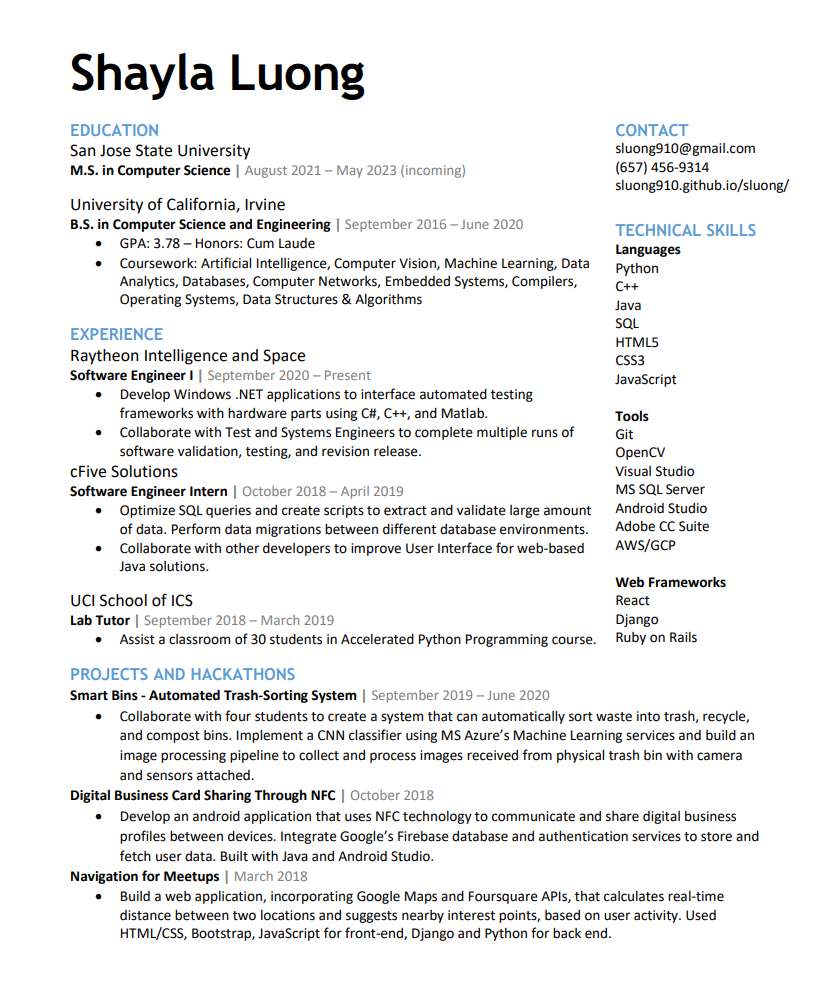 Shayla Luong
EDUCATION
San Jose State University
M.S. in Computer Science | August 2021 – May 2023 (incoming)
University of California, Irvine
B.S. in Computer Science and Engineering | September 2016 – June 2020
• GPA: 3.78 – Honors: Cum Laude
• Coursework: Artificial Intelligence, Computer Vision, Machine Learning, Data
Analytics, Databases, Computer Networks, Embedded Systems, Compilers,
Operating Systems, Data Structures & Algorithms
EXPERIENCE
Raytheon Intelligence and Space
Software Engineer I | September 2020 – Present
• Develop Windows .NET applications to interface automated testing
frameworks with hardware parts using C#, C++, and Matlab.
• Collaborate with Test and Systems Engineers to complete multiple runs of
software validation, testing, and revision release.
cFive Solutions
Software Engineer Intern | October 2018 – April 2019
• Optimize SQL queries and create scripts to extract and validate large amount
of data. Perform data migrations between different database environments.
• Collaborate with other developers to improve User Interface for web-based
Java solutions.
UCI School of ICS
Lab Tutor | September 2018 – March 2019
• Assist a classroom of 30 students in Accelerated Python Programming course.
CONTACT
sluong910@gmail.com
(657) 456-9314
sluong910.github.io/sluong/
TECHNICAL SKILLS
Languages
Python
C++
Java
SQL
HTML5
CSS3
JavaScript
Tools
Git
OpenCV
Visual Studio
MS SQL Server
Android Studio
Adobe CC Suite
AWS/GCP
Web Frameworks
React
Django
Ruby on Rails
PROJECTS AND HACKATHONS
Smart Bins - Automated Trash-Sorting System | September 2019 – June 2020
• Collaborate with four students to create a system that can automatically sort waste into trash, recycle,
and compost bins. Implement a CNN classifier using MS Azure’s Machine Learning services and build an
image processing pipeline to collect and process images received from physical trash bin with camera
and sensors attached.
Digital Business Card Sharing Through NFC | October 2018
• Develop an android application that uses NFC technology to communicate and share digital business
profiles between devices. Integrate Google’s Firebase database and authentication services to store and
fetch user data. Built with Java and Android Studio.
Navigation for Meetups | March 2018
• Build a web application, incorporating Google Maps and Foursquare APIs, that calculates real-time
distance between two locations and suggests nearby interest points, based on user activity. Used
HTML/CSS, Bootstrap, JavaScript for front-end, Django and Python for back end.